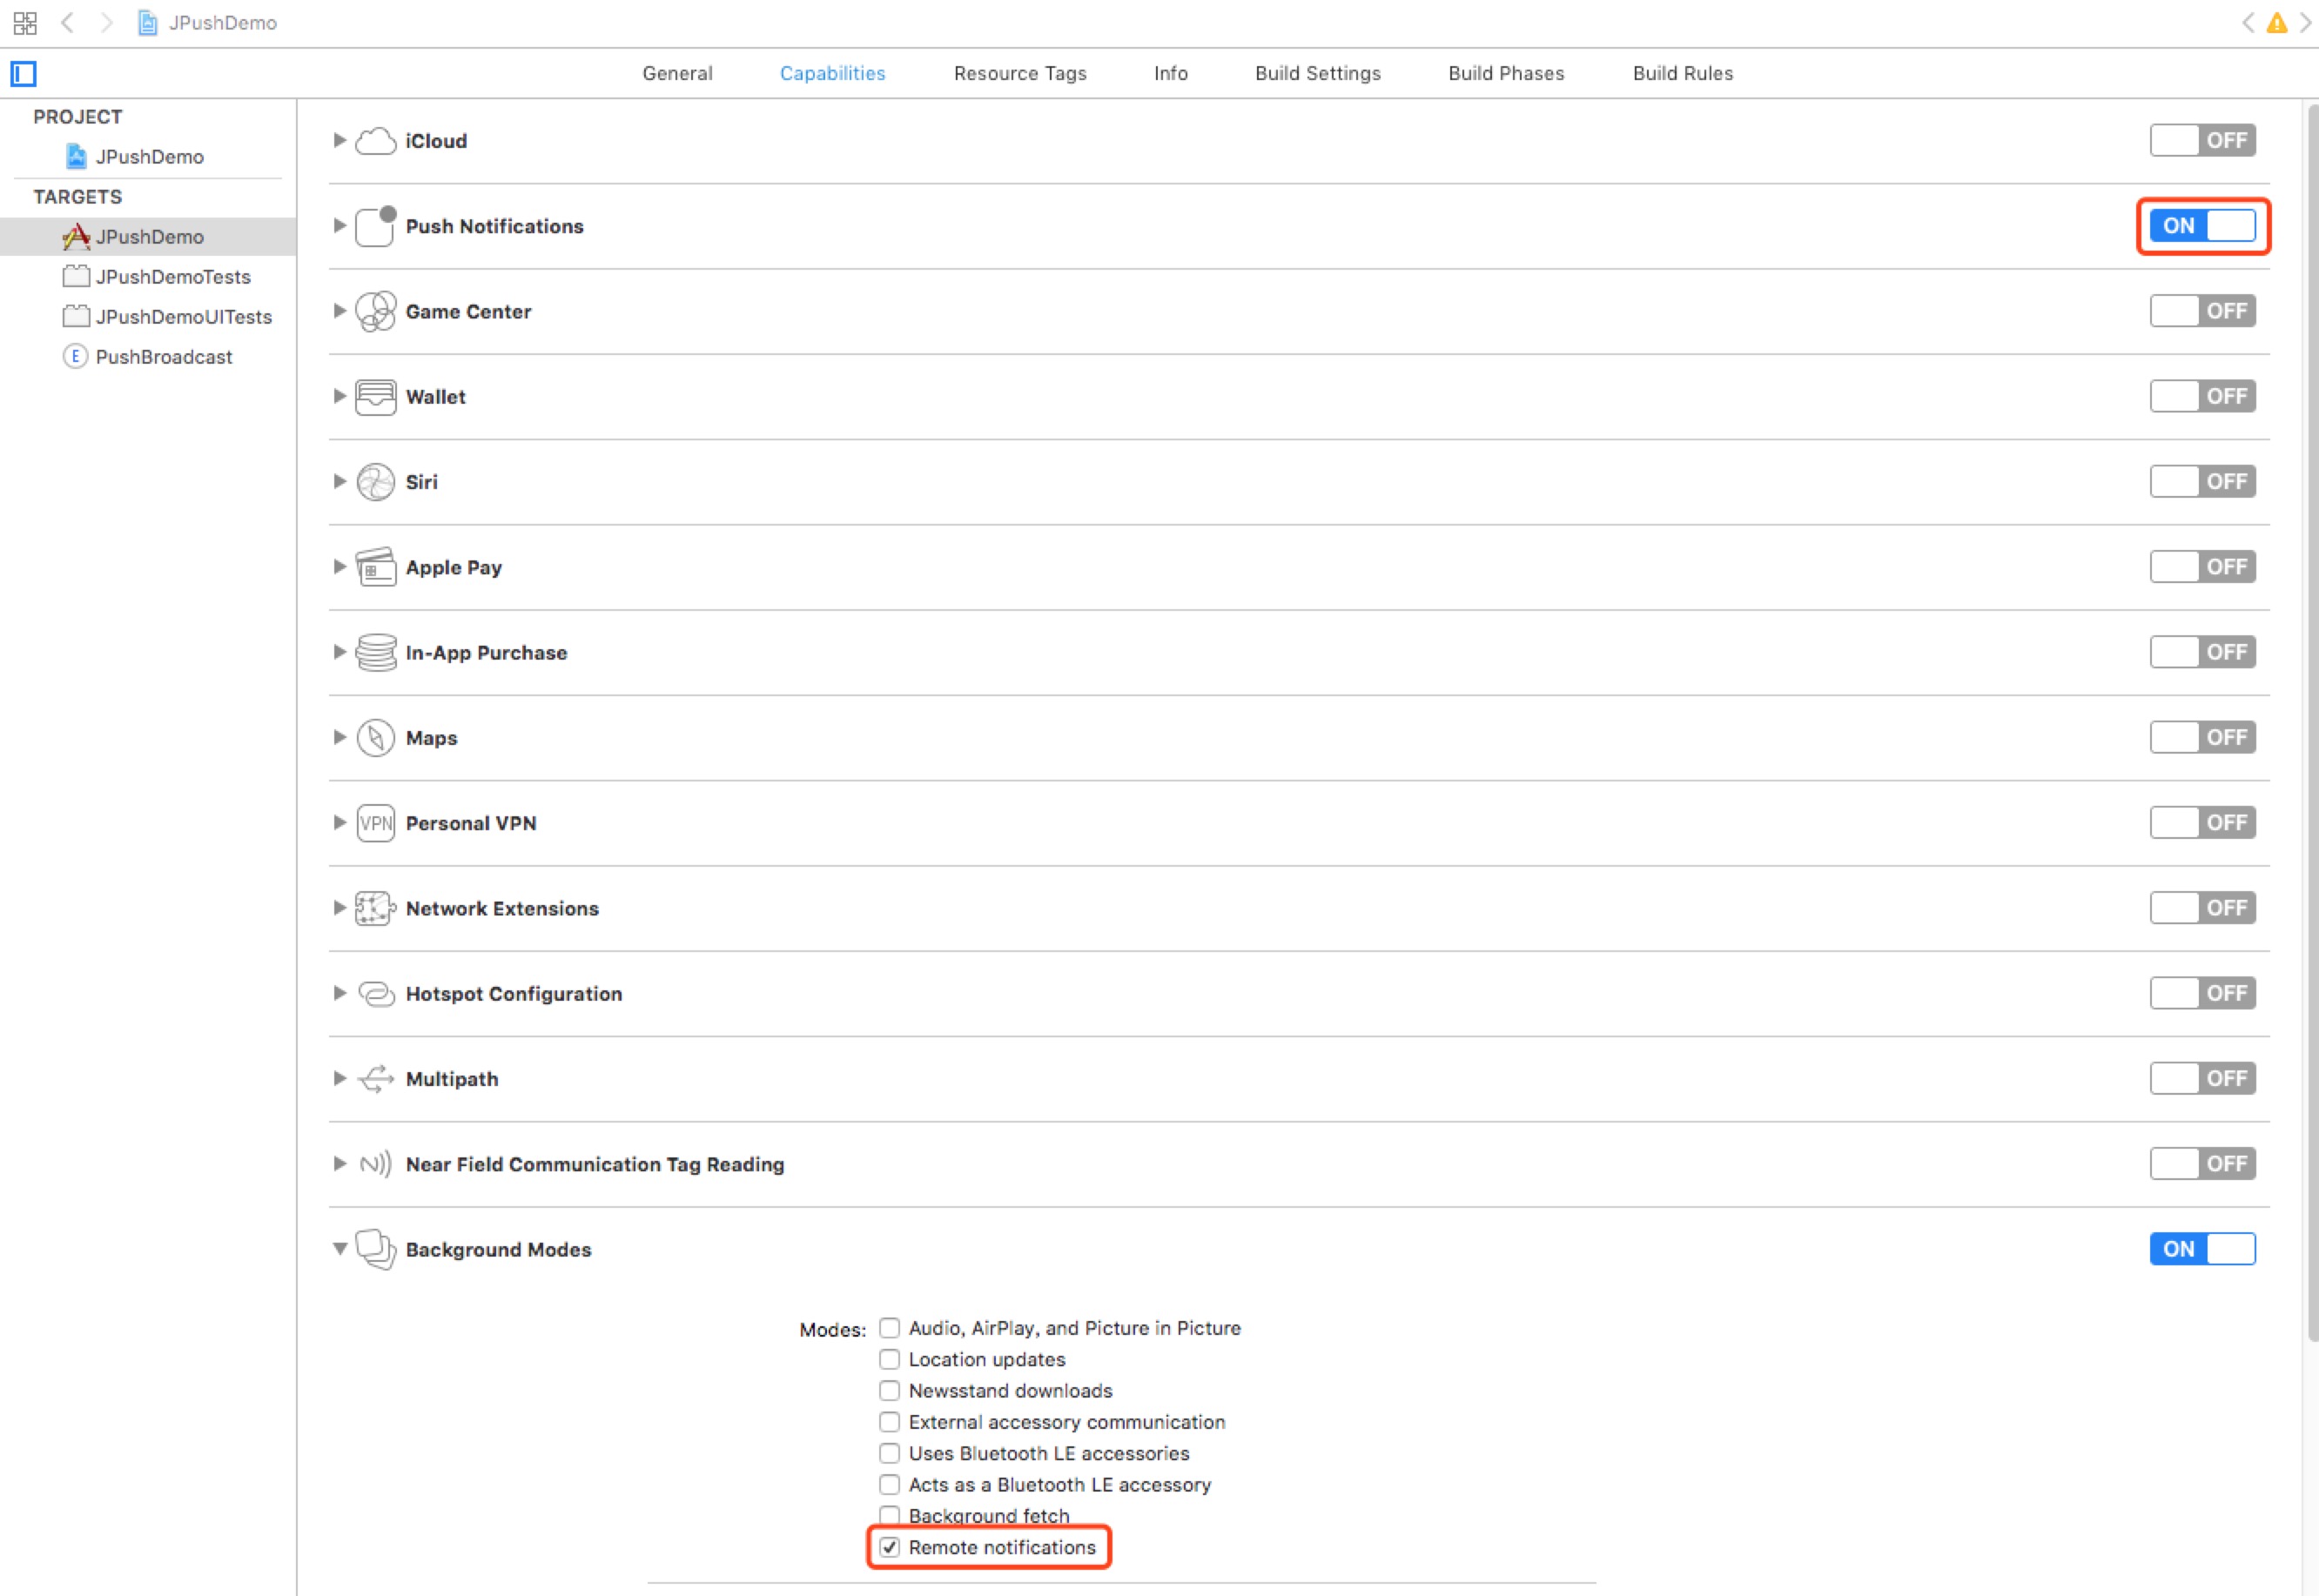 JPushDemo
General Capabilities Resource Tags Info Build Settings Build Phases Build Rules
PROJECT
JPushDemo
TARGETS
JPushDemo
JPushDemoTests
JPushDemoUITests
E PushBroadcast
iCloud OFF
Push Notifications ON
Game Center OFF
Wallet OFF
Siri OFF
Apple Pay OFF
In-App Purchase OFF
Maps OFF
VPN Personal VPN OFF
Network Extensions OFF
Hotspot Configuration OFF
Multipath OFF
Near Field Communication Tag Reading OFF
Background Modes ON
Modes: Audio, AirPlay, and Picture in Picture
Location updates
Newsstand downloads
External accessory communication
Uses Bluetooth LE accessories
Acts as a Bluetooth LE accessory
Background fetch
Remote notifications